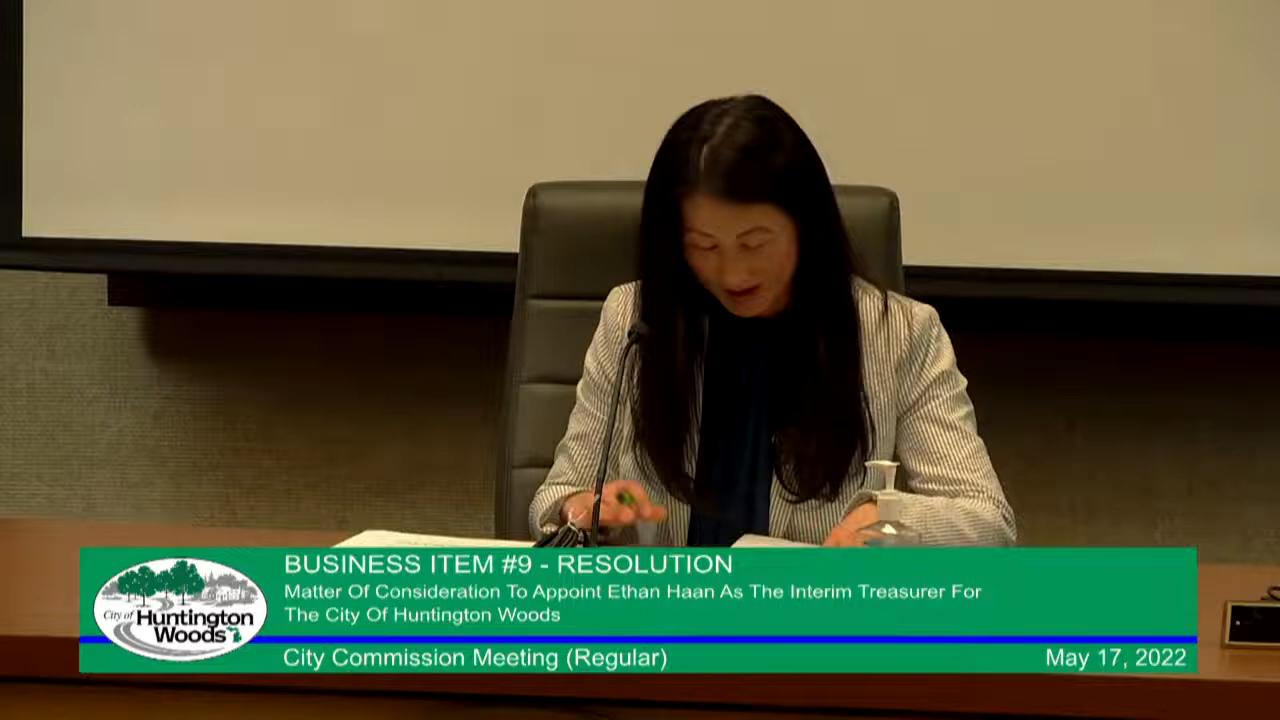 BUSINESS ITEM #9 - RESOLUTION
Matter Of Consideration To Appoint Ethan Haan As The Interim Treasurer For
The City Of Huntington Woods
City of
Huntington
Woods
City Commission Meeting (Regular)
May 17, 2022